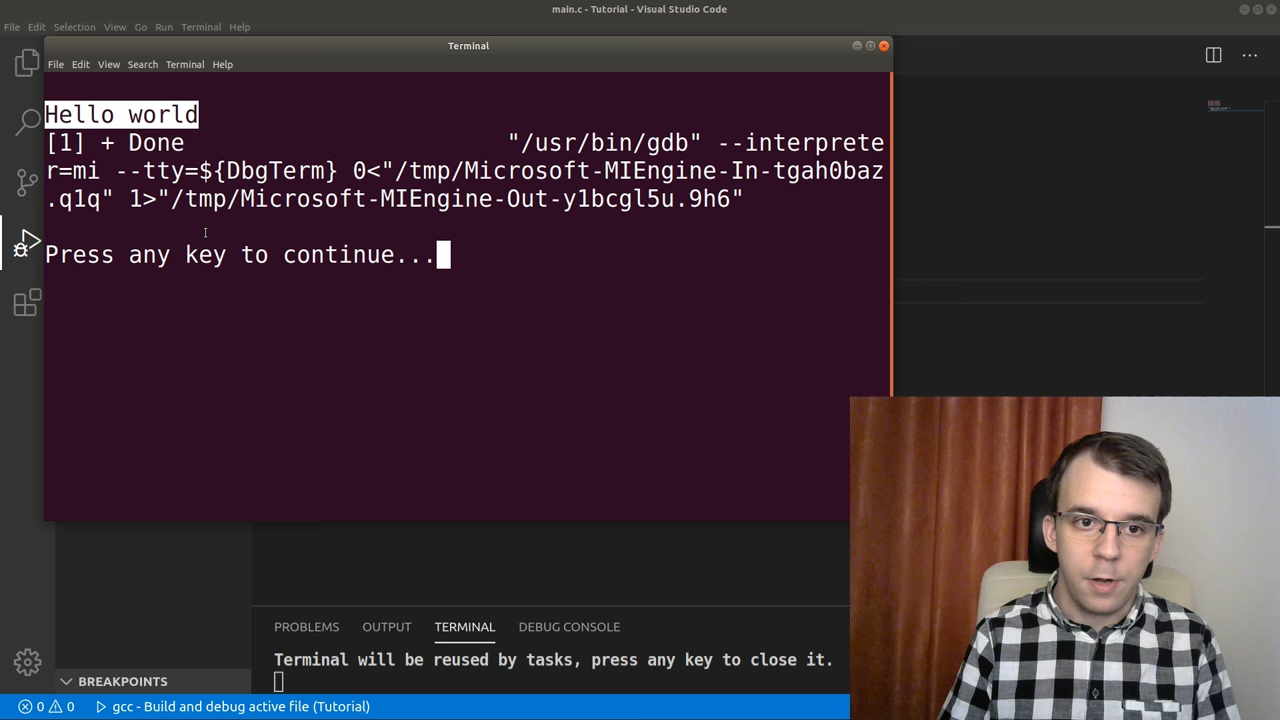 main.c - Tutorial - Visual Studio Code
File Edit Selection View Go Run Terminal Help
Terminal
File Edit View Search Terminal Help
Hello world
[1] + Done "/usr/bin/gdb" --interprete
r=mi --tty=${DbgTerm} 0<"/tmp/Microsoft-MIEngine-In-tgah0baz
.q1q" 1>"/tmp/Microsoft-MIEngine-Out-y1bcgl5u.9h6"
Press any key to continue...
PROBLEMS OUTPUT TERMINAL DEBUG CONSOLE
Terminal will be reused by tasks, press any key to close it.
BREAKPOINTS
0 0 gcc - Build and debug active file (Tutorial)